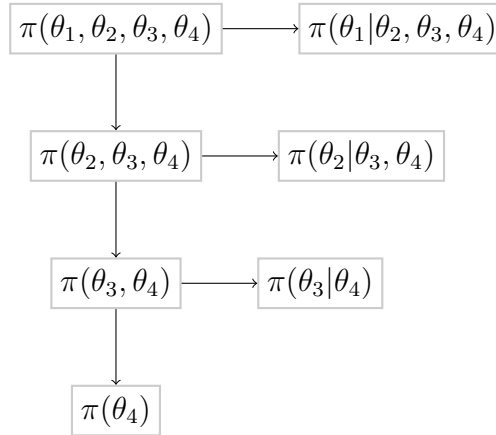 π(θ₁, θ₂, θ₃, θ₄) π(θ₁|θ₂, θ₃, θ₄)
π(θ₂, θ₃, θ₄) π(θ₂|θ₃, θ₄)
π(θ₃, θ₄) π(θ₃|θ₄)
π(θ₄)